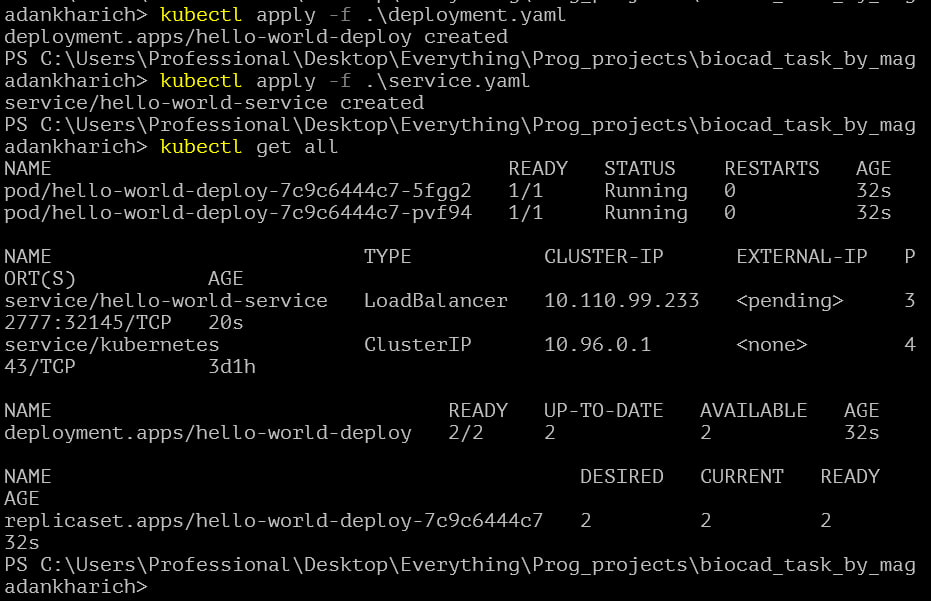 adankharich> kubectl apply -f .\deployment.yaml
deployment.apps/hello-world-deploy created
PS C:\Users\Professional\Desktop\Everything\Prog_projects\biocad_task_by_mag
adankharich> kubectl apply -f .\service.yaml
service/hello-world-service created
PS C:\Users\Professional\Desktop\Everything\Prog_projects\biocad_task_by_mag
adankharich> kubectl get all
NAME READY STATUS RESTARTS AGE
pod/hello-world-deploy-7c9c6444c7-5fgg2 1/1 Running 0 32s
pod/hello-world-deploy-7c9c6444c7-pvf94 1/1 Running 0 32s
NAME TYPE CLUSTER-IP EXTERNAL-IP P
ORT(S) AGE
service/hello-world-service LoadBalancer 10.110.99.233 <pending> 3
2777:32145/TCP 20s
service/kubernetes ClusterIP 10.96.0.1 <none> 4
43/TCP 3d1h
NAME READY UP-TO-DATE AVAILABLE AGE
deployment.apps/hello-world-deploy 2/2 2 2 32s
NAME DESIRED CURRENT READY
AGE
replicaset.apps/hello-world-deploy-7c9c6444c7 2 2 2
32s
PS C:\Users\Professional\Desktop\Everything\Prog_projects\biocad_task_by_mag
adankharich>